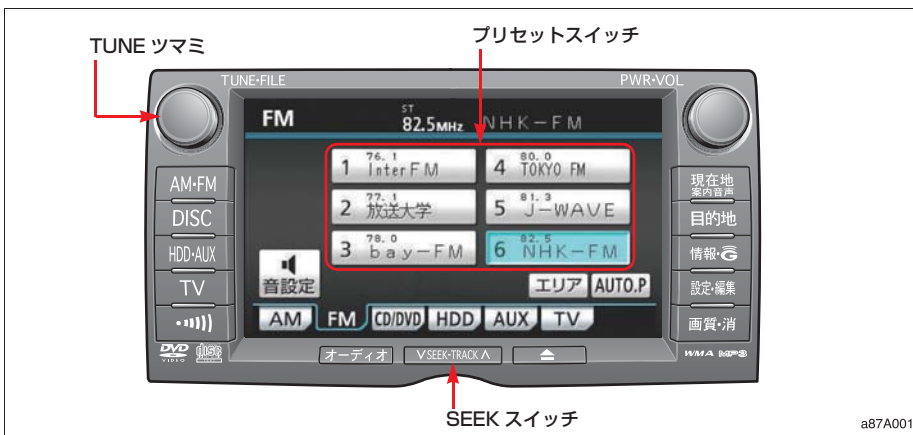 プリセットスイッチ
TUNE ツマミ
TUNE•FILE
PWR•VOL
FM
ST
82.5MHz NHK－FM
1 76.1 InterFM
4 80.0 TOKYO FM
2 77.1 放送大学
5 81.3 J－WAVE
3 78.0 bay－FM
6 82.5 NHK－FM
AM•FM
DISC
HDD•AUX
TV
•))))
現在地
案内音声
目的地
情報•G
設定•編集
画質•消
音設定
エリア AUTO.P
AM FM CD/DVD HDD AUX TV
DVD VIDEO
disc
オーディオ
∨SEEK•TRACK∧
WMA MP3
SEEK スイッチ
a87A001